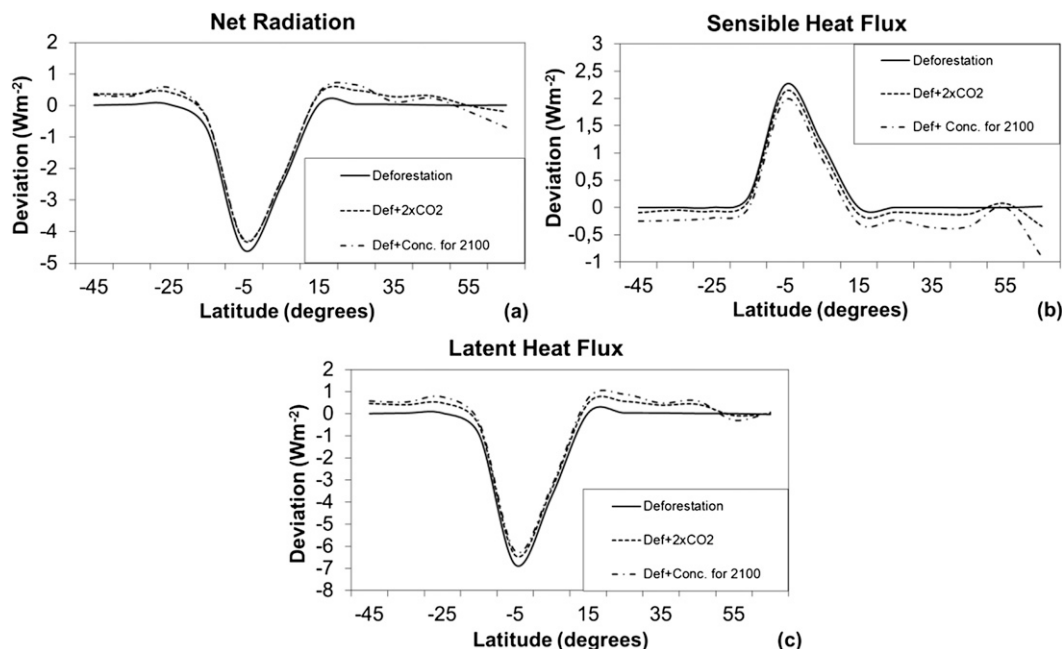 Net Radiation
Deviation (Wm-2)
2
1
0
-1
-2
-3
-4
-5
Deforestation
Def+2xCO2
Def+Conc. for 2100
-45 -25 -5 15 35 55
Latitude (degrees) (a)
Sensible Heat Flux
Deviation (Wm-2)
3
2,5
2
1,5
1
0,5
0
-0,5
-1
Deforestation
Def+2xCO2
Def+ Conc. for 2100
-45 -25 -5 15 35 55
Latitude (degrees) (b)
Latent Heat Flux
Deviation (Wm-2)
2
1
0
-1
-2
-3
-4
-5
-6
-7
-8
Deforestation
Def+2xCO2
Def+Conc. for 2100
-45 -25 -5 15 35 55
Latitude (degrees) (c)